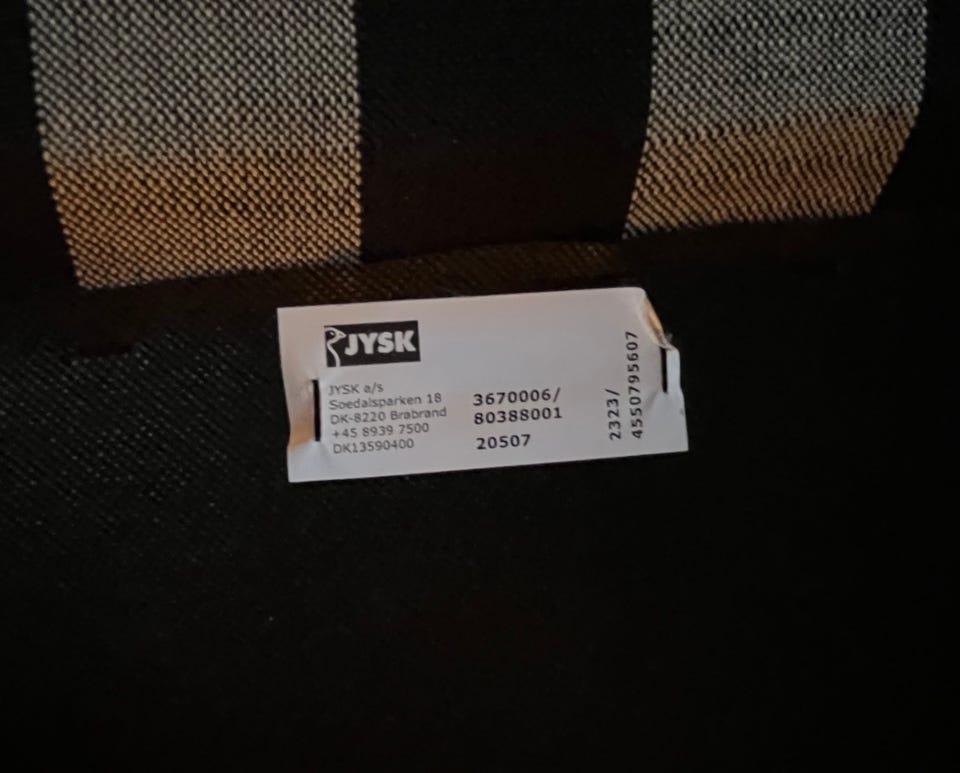 JYSK
JYSK a/s
Soedalsparken 18
DK-8220 Brabrand
+45 8939 7500
DK13590400
3670006/
80388001
20507
2323/
4550795607